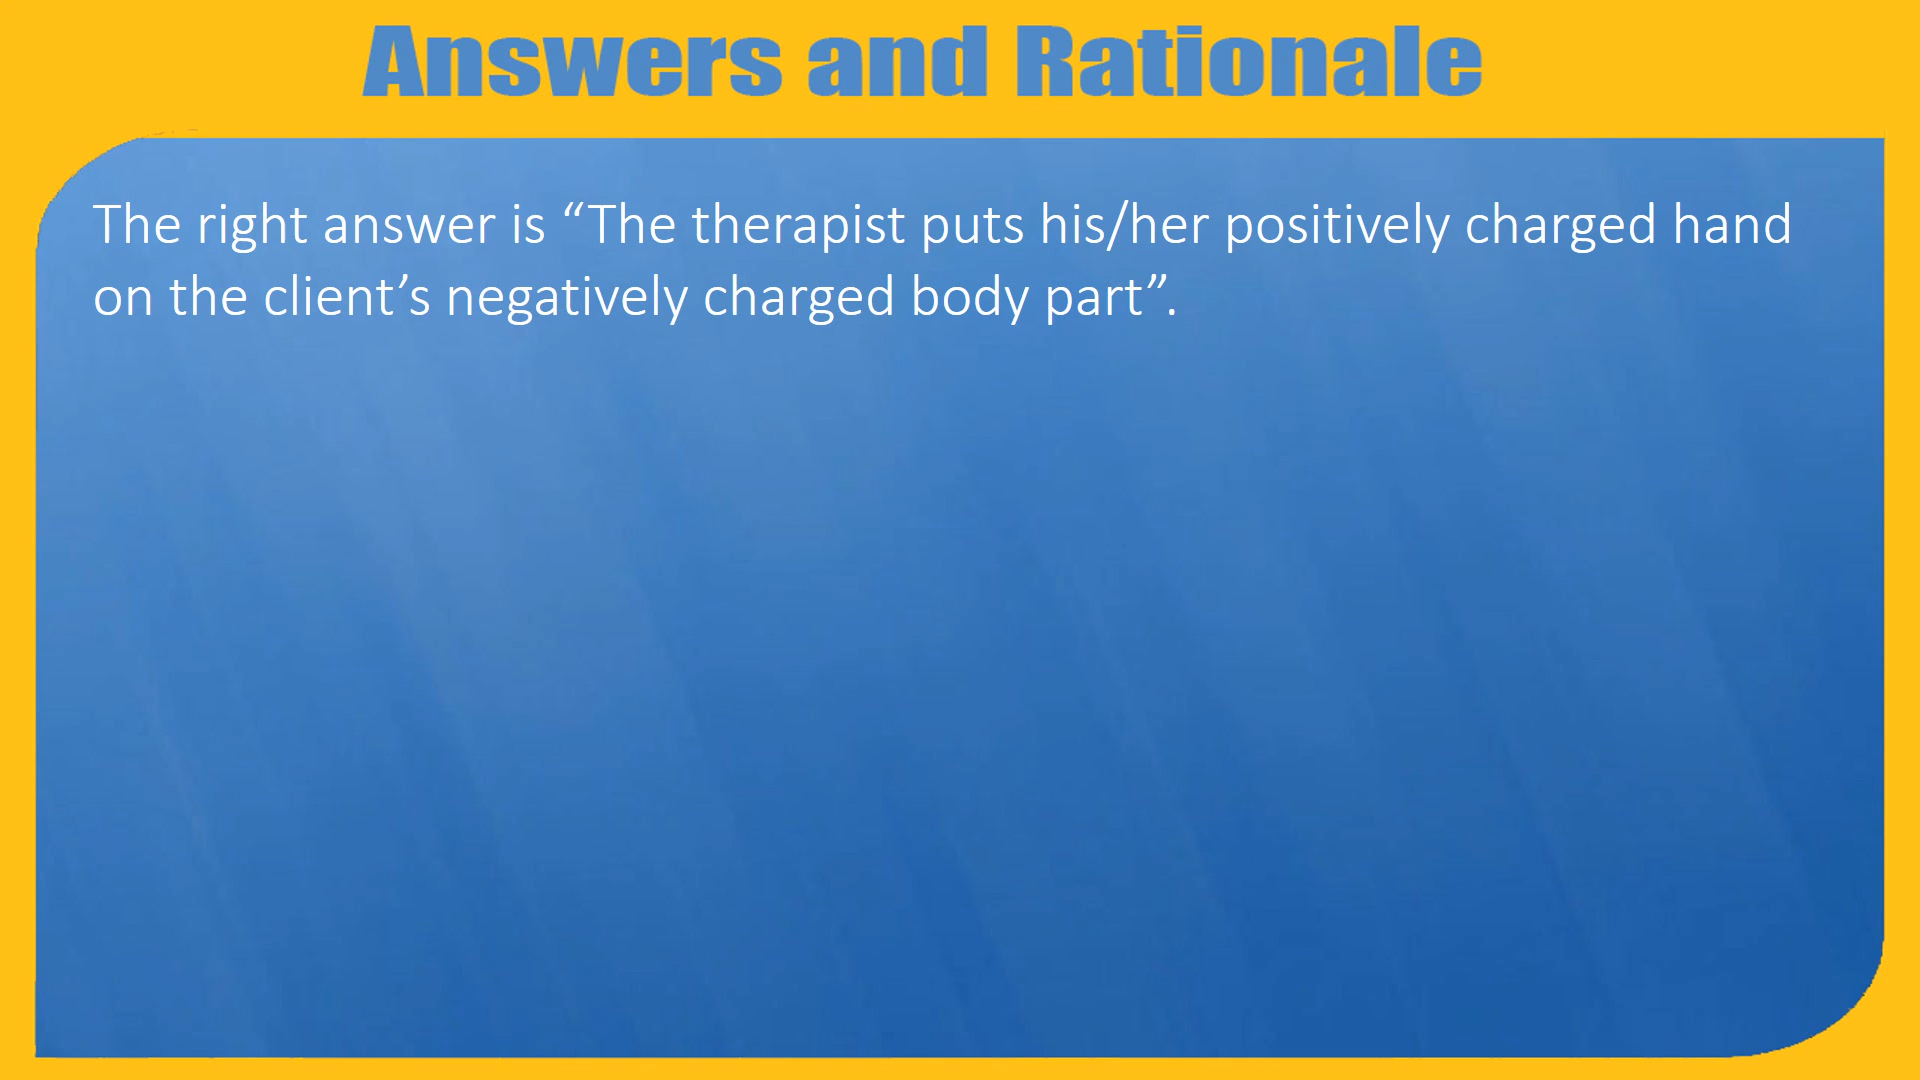 Answers and Rationale
The right answer is “The therapist puts his/her positively charged hand
on the client’s negatively charged body part”.